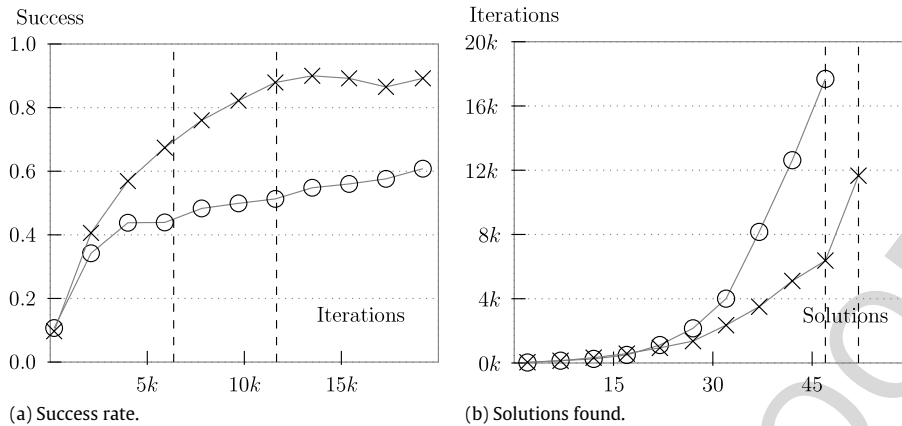 Success
1.0
0.8
0.6
0.4
0.2
0.0
5k
10k
15k
Iterations
(a) Success rate.
Iterations
20k
16k
12k
8k
4k
0k
15
30
45
Solutions
(b) Solutions found.